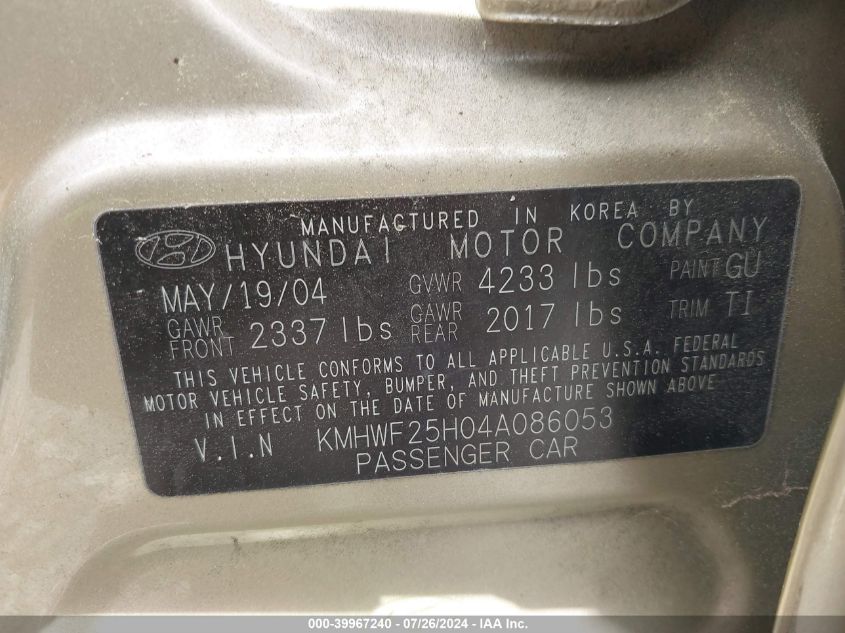 MANUFACTURED IN KOREA BY
HYUNDAI MOTOR COMPANY
MAY/19/04 GVWR 4233 lbs PAINT GU
GAWR FRONT 2337 lbs GAWR REAR 2017 lbs TRIM TI
THIS VEHICLE CONFORMS TO ALL APPLICABLE U.S.A. FEDERAL
MOTOR VEHICLE SAFETY, BUMPER, AND THEFT PREVENTION STANDARDS
IN EFFECT ON THE DATE OF MANUFACTURE SHOWN ABOVE
V.I.N KMHWF25H04A086053
PASSENGER CAR
000-39967240 - 07/26/2024 - IAA Inc.